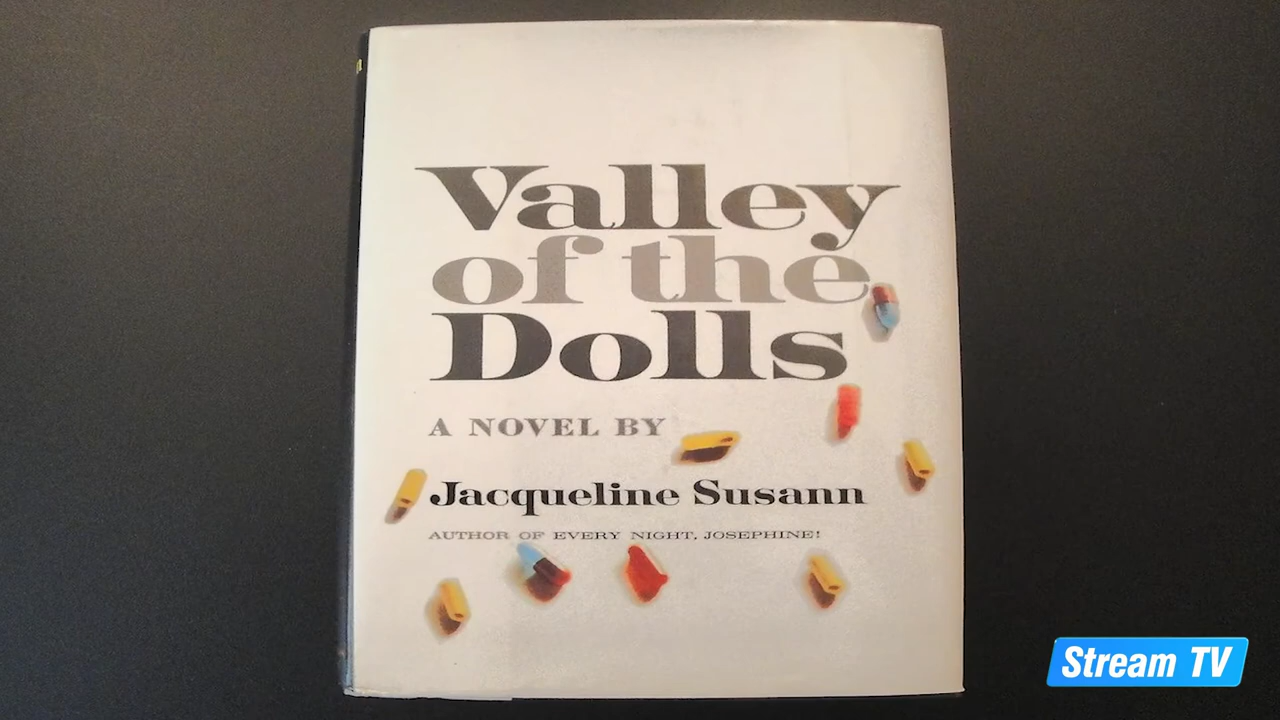 Valley
of the
Dolls
A NOVEL BY
Jacqueline Susann
AUTHOR OF EVERY NIGHT, JOSEPHINE!
Stream TV